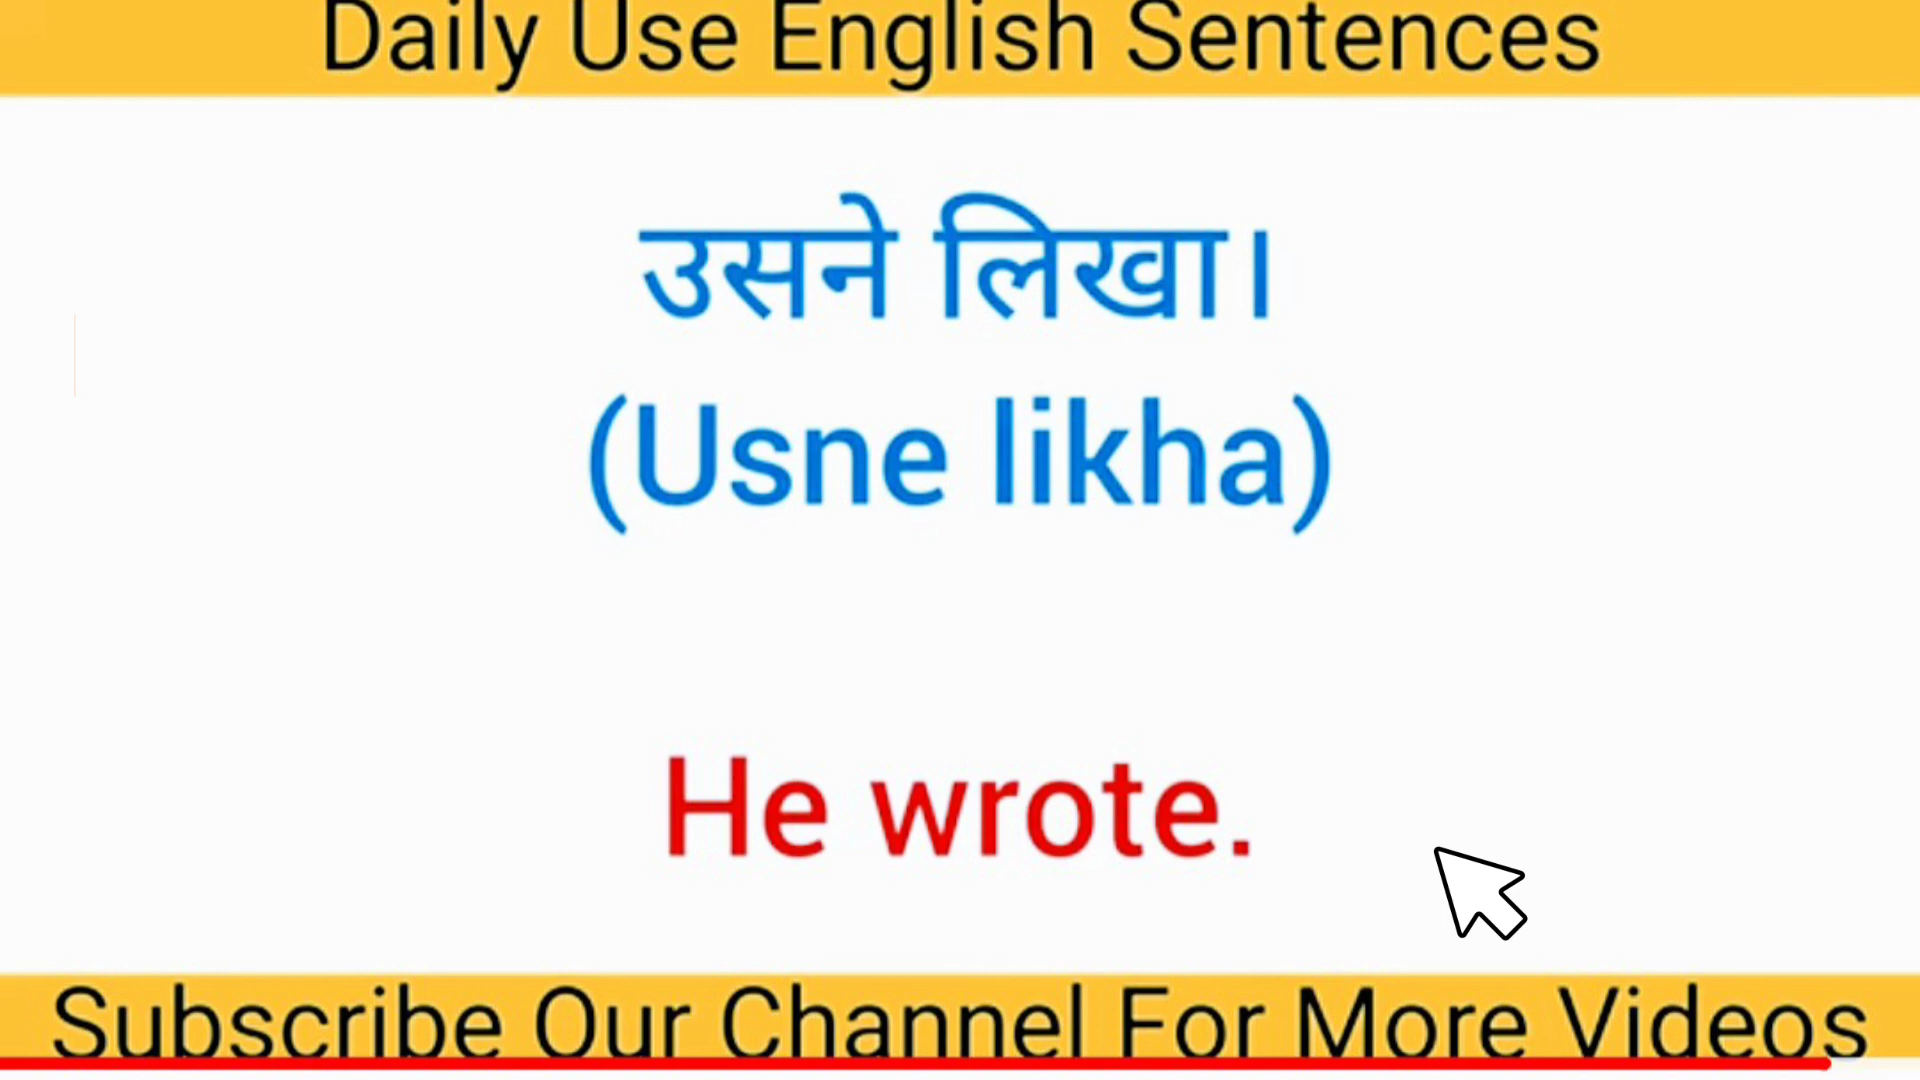 Daily Use English Sentences
उसने लिखा।
(Usne likha)
He wrote.
Subscribe Our Channel For More Videos